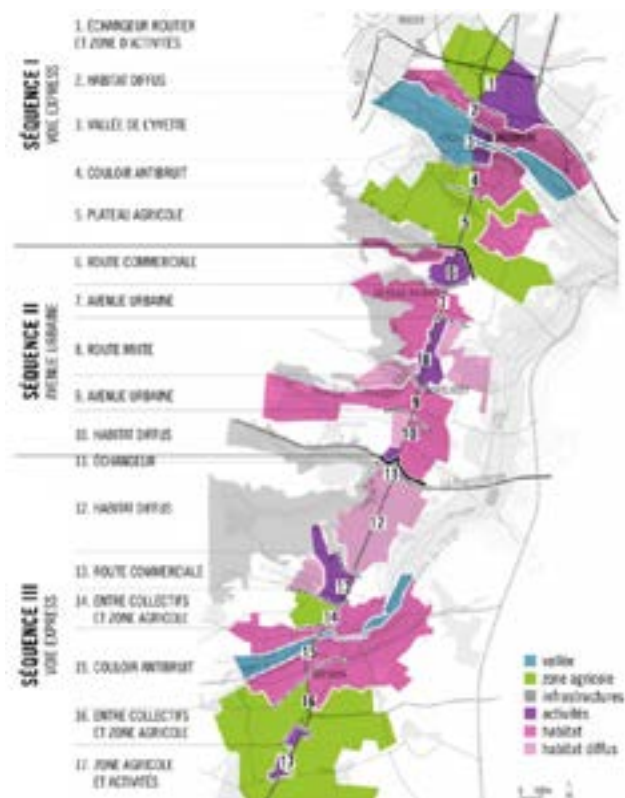 SÉQUENCE I
VOIE EXPRESS
1. ÉCHANGEUR ROUTIER
ET ZONE D'ACTIVITÉS
2. HABITAT DIFFUS
3. VALLÉE DE L'YVETTE
4. COULOIR ANTIBRUIT
5. PLATEAU AGRICOLE
SÉQUENCE II
AVENUE URBAINE
6. ROUTE COMMERCIALE
7. AVENUE URBAINE
8. ROUTE MIXTE
9. AVENUE URBAINE
10. HABITAT DIFFUS
SÉQUENCE III
VOIE EXPRESS
11. ÉCHANGEUR
12. HABITAT DIFFUS
13. ROUTE COMMERCIALE
14. ENTRE COLLECTIFS
ET ZONE AGRICOLE
15. COULOIR ANTIBRUIT
16. ENTRE COLLECTIFS
ET ZONE AGRICOLE
17. ZONE AGRICOLE
ET ACTIVITÉS
1
2
3
4
5
7
9
10
12
14
15
16
17
vallée
zone agricole
infrastructures
activités
habitat
habitat diffus